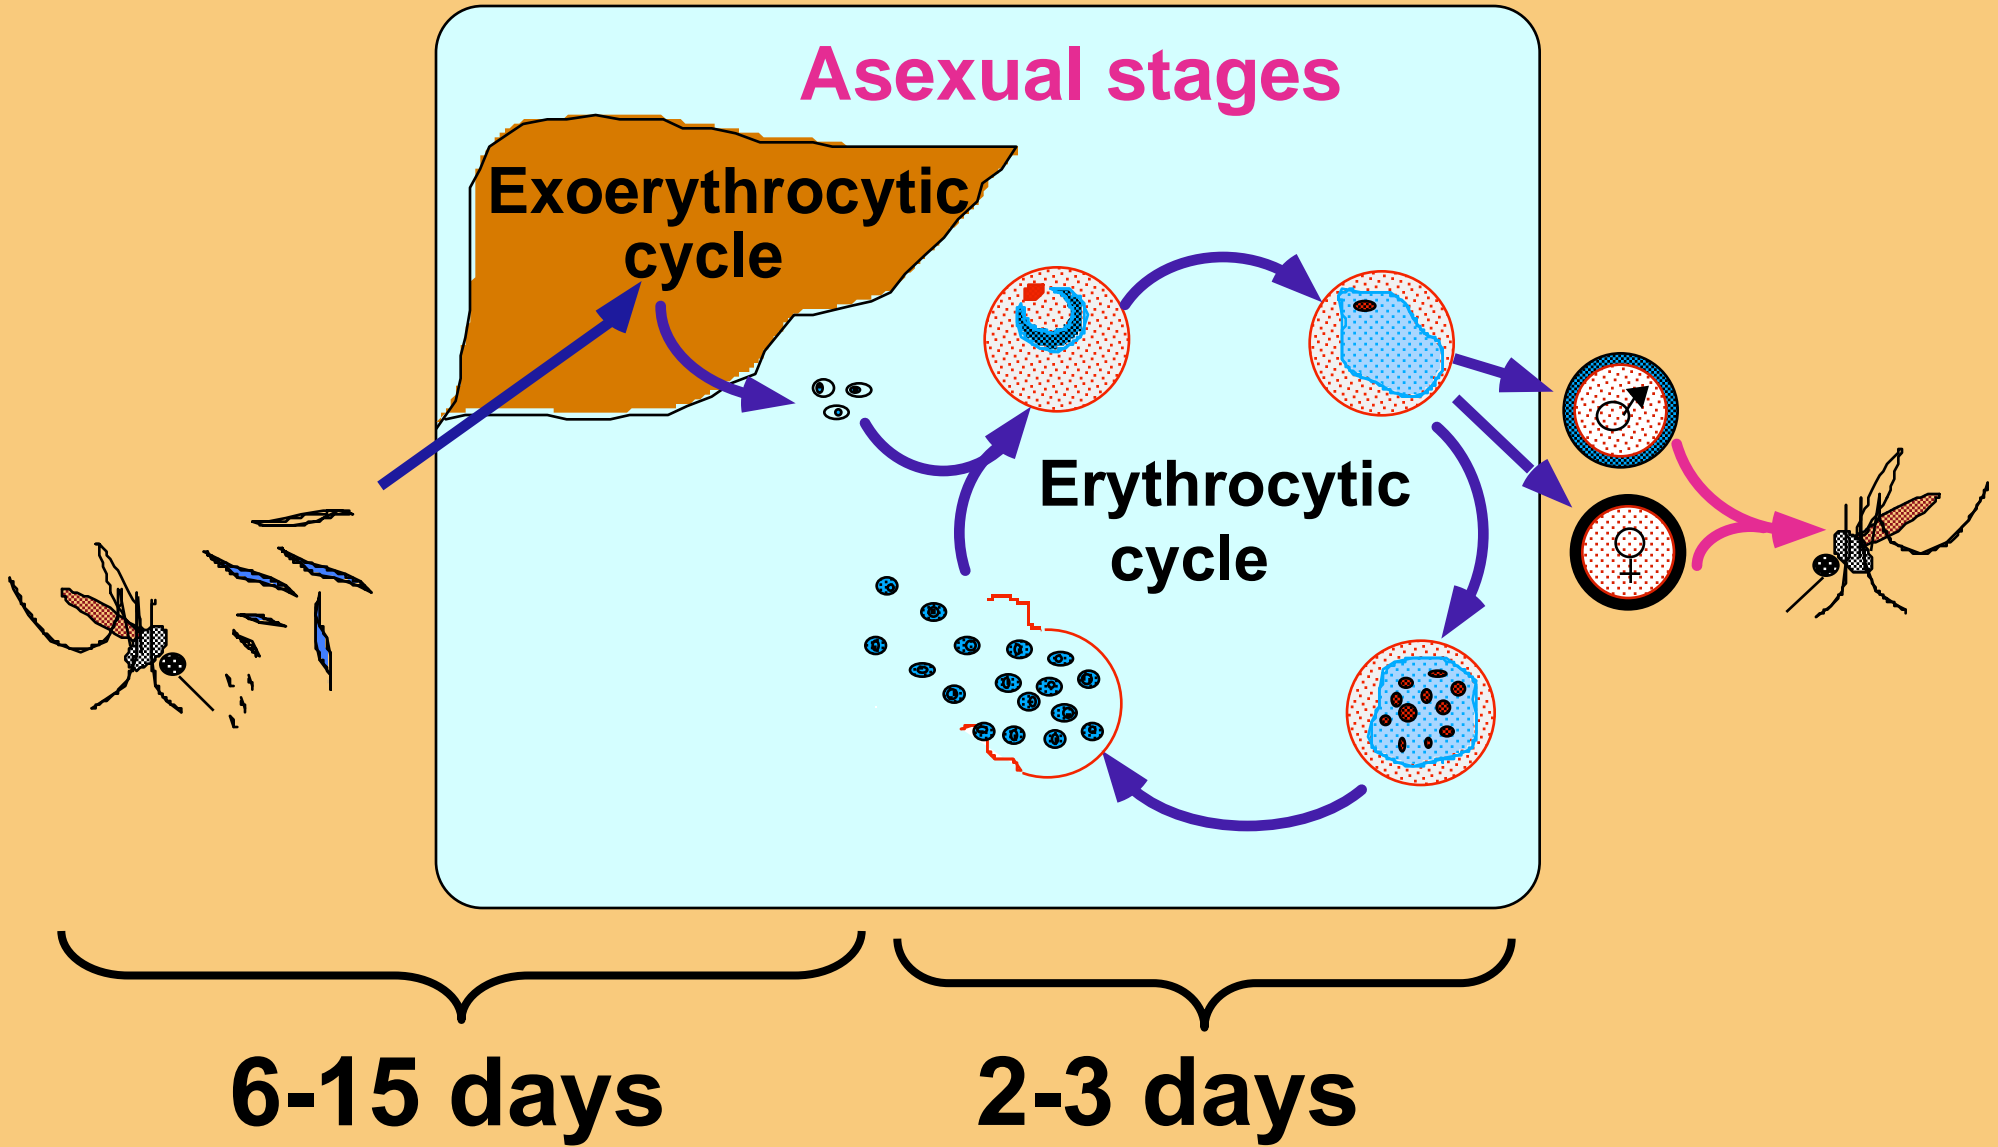 Asexual stages
Exoerythrocytic
cycle
Erythrocytic
cycle
6-15 days
2-3 days